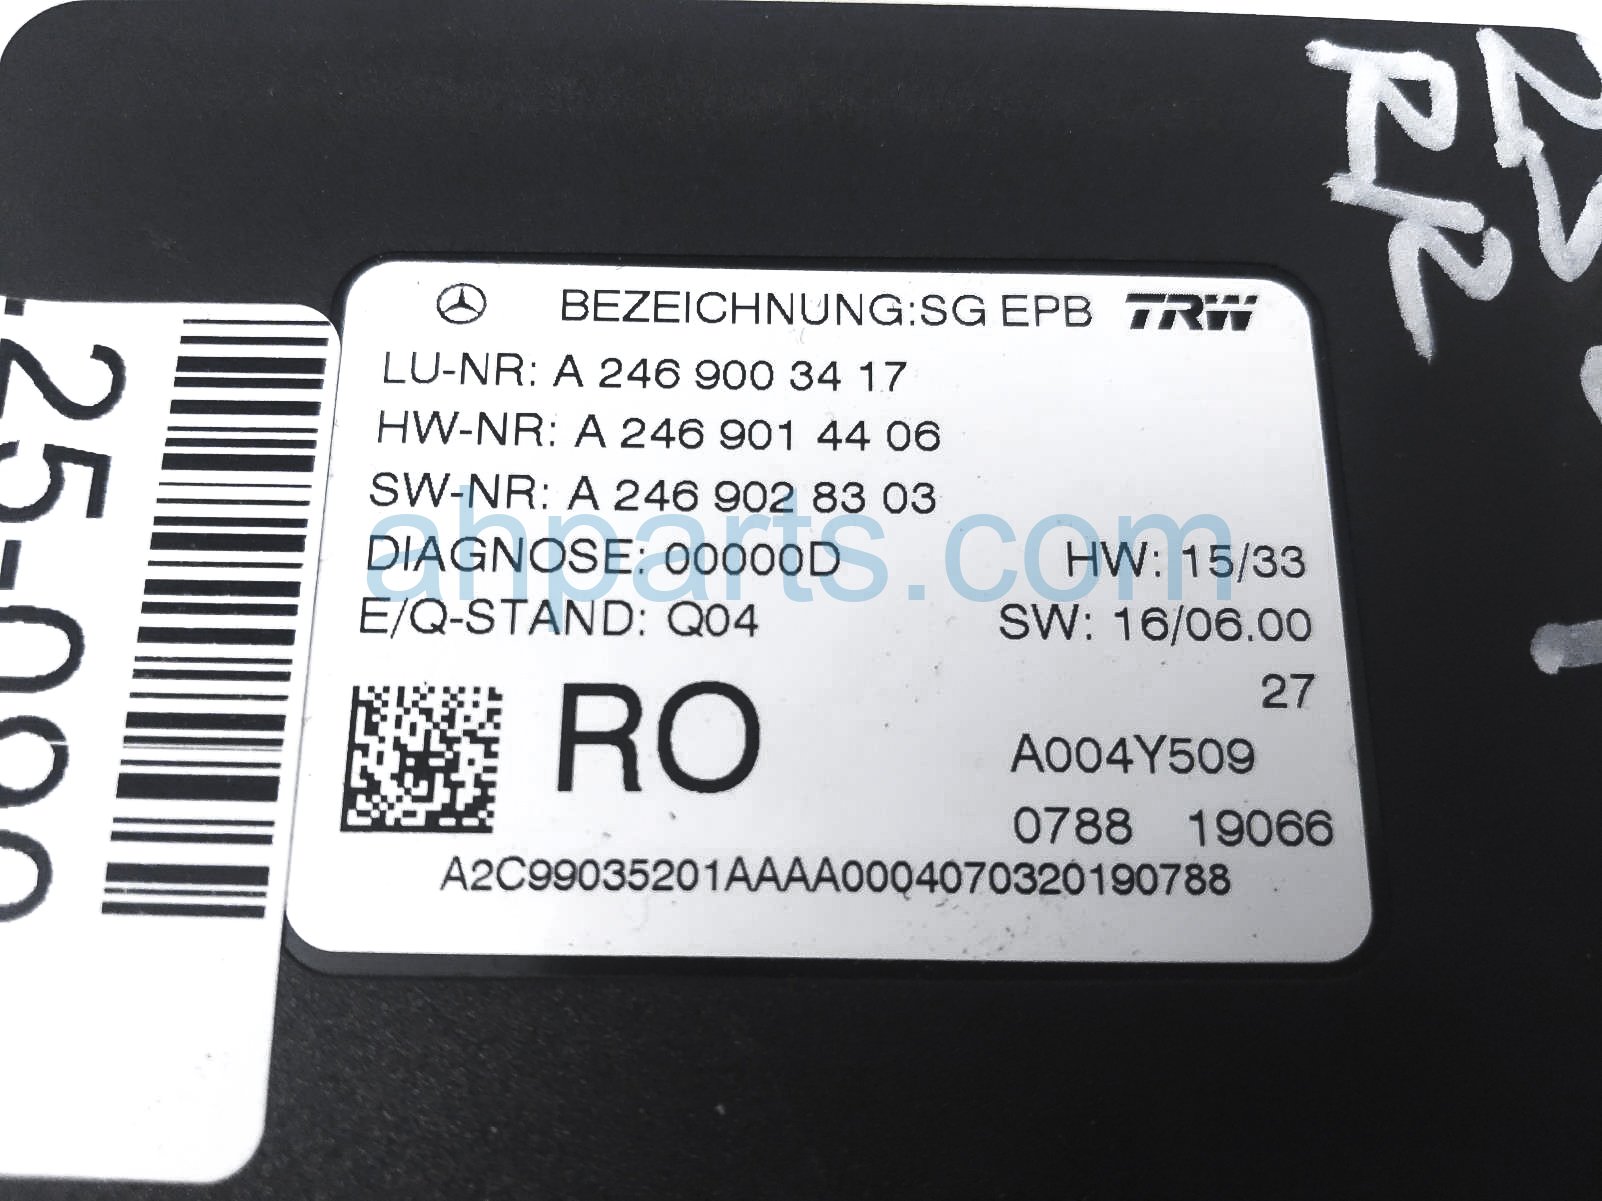 BEZEICHNUNG:SG EPB TRW
LU-NR: A 246 900 34 17
HW-NR: A 246 901 44 06
SW-NR: A 246 902 83 03
DIAGNOSE: 00000D HW: 15/33
E/Q-STAND: Q04 SW: 16/06.00
27
RO
A004Y509
0788 19066
A2C99035201AAAA0004070320190788
ahparts.com